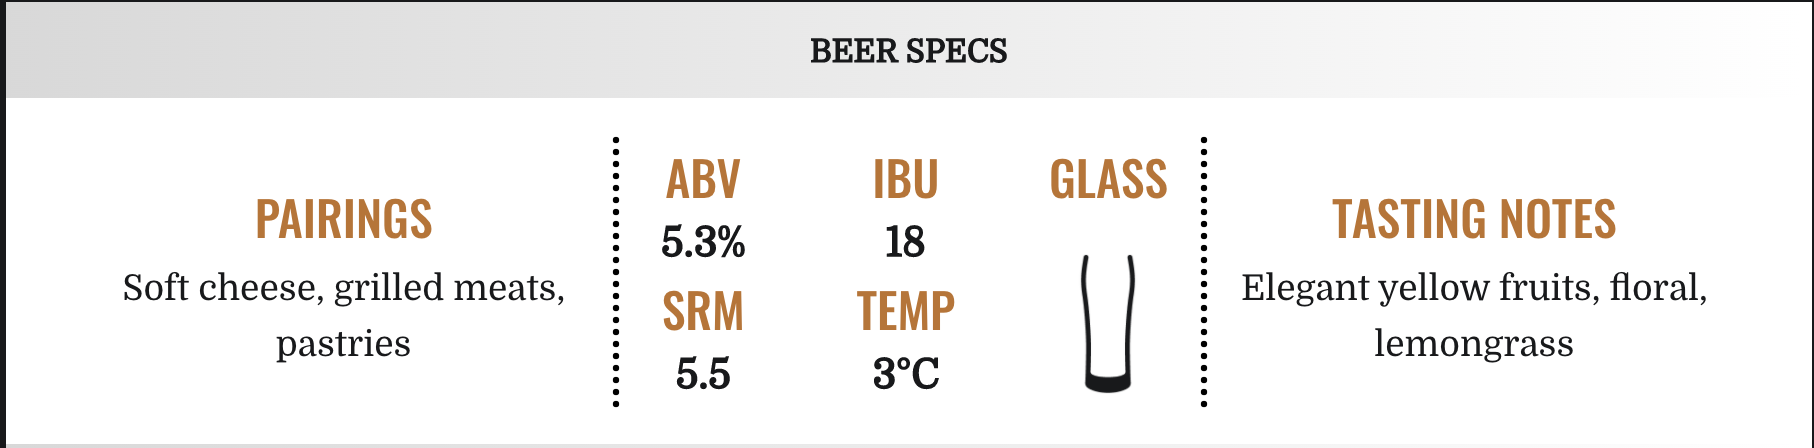 BEER SPECS
PAIRINGS
Soft cheese, grilled meats,
pastries
ABV
5.3%
IBU
18
GLASS
SRM
5.5
TEMP
3°C
TASTING NOTES
Elegant yellow fruits, floral,
lemongrass